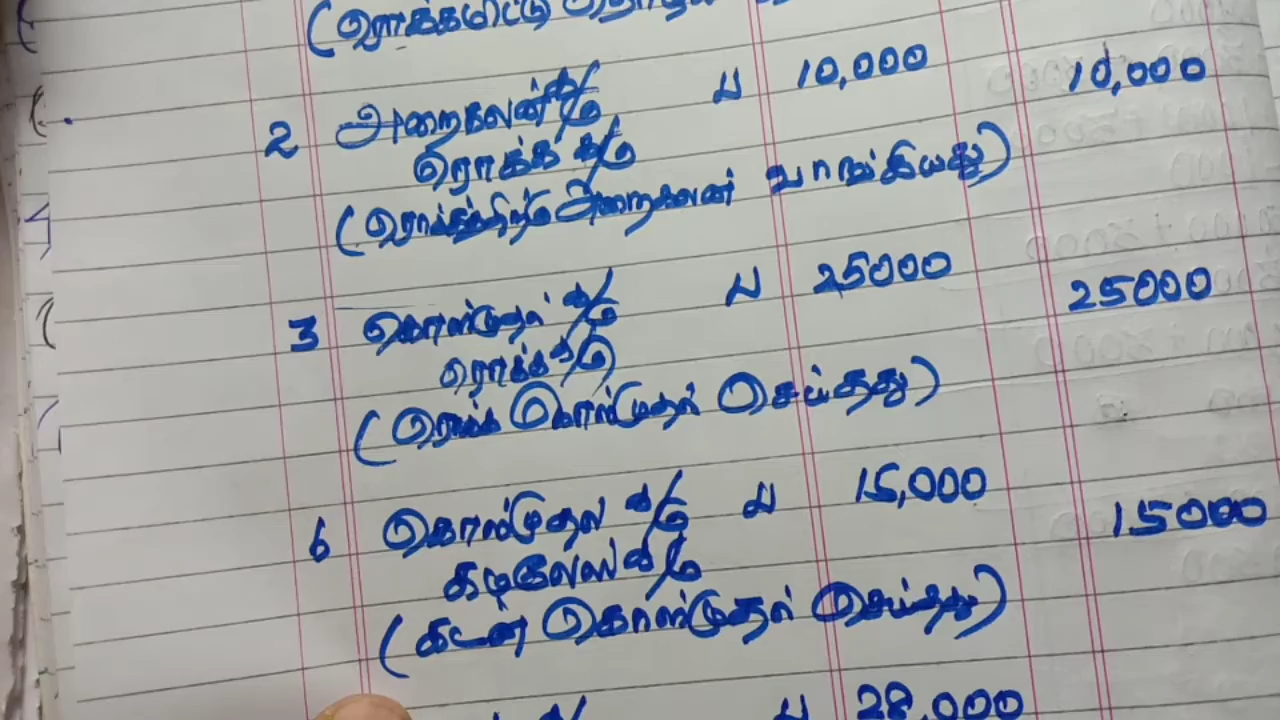 (ரொக்கமிட்டு தொழில்
2 அறைகலன் க/கு ப 10,000 10,000
ரொக்க க/கு
(ரொக்கத்திற்கு அறைகலன் வாங்கியது)
3 கொள்முதல் க/கு ப 25000 25000
ரொக்க க/கு
(ரொக்க கொள்முதல் செய்தது)
6 கொள்முதல் க/கு ப 15,000 15000
க/கு
(கடன் கொள்முதல் செய்தது)
ப 28,000